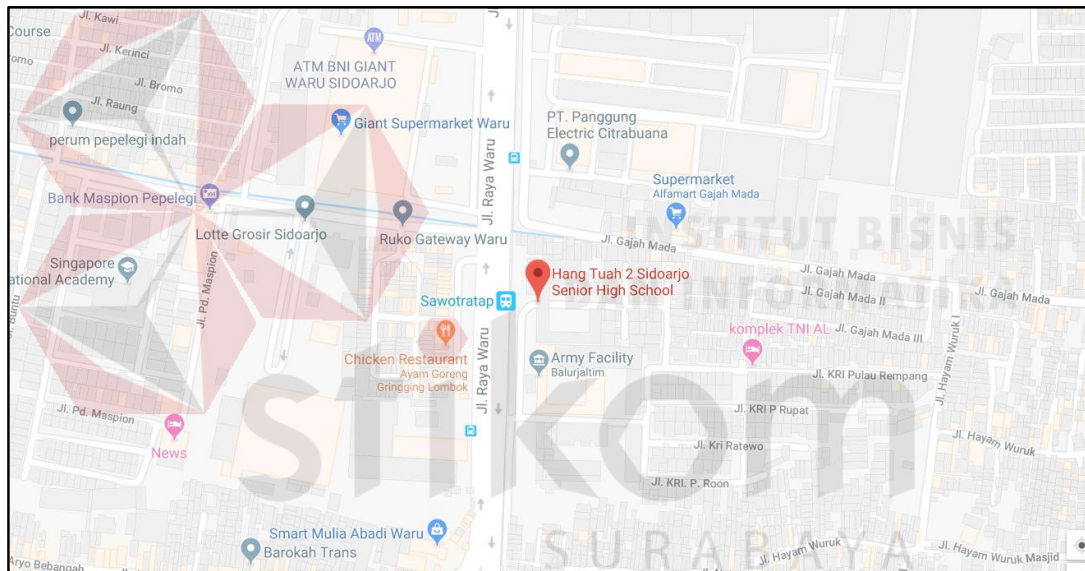 Jl. Kawi
Course
Jl. Kerinci
omo
Jl. Bromo
Jl. Raung
perum pepelegi indah
ATM
ATM BNI GIANT
WARU SIDOARJO
Giant Supermarket Waru
Jl. Raya Waru
PT. Panggung
Electric Citrabuana
Supermarket
Alfamart Gajah Mada
Bank Maspion Pepelegi
Lotte Grosir Sidoarjo
Ruko Gateway Waru
INSTITUT BISNIS
Jl. Gajah Mada
Jl. Gajah Mada
Jl. Gajah Mada
Jl. Gajah Mada II
Jl. Gajah Mada III
Singapore
ational Academy
Jl. Pd. Maspion
Buntu
Hang Tuah 2 Sidoarjo
Senior High School
Sawotratap
komplek TNI AL
Jl. Hayam Wuruk I
Chicken Restaurant
Ayam Goreng
Gringging Lombok
Jl. Raya Waru
Army Facility
Balurjaltim
Jl. KRI Pulau Rempang
Jl. KRI P Rupat
Jl. Pd. Maspion
News
stikom
Jl. Kri Ratewo
Jl. Hayam Wuruk
Jl. KRI. P. Roon
Smart Mulia Abadi Waru
Barokah Trans
SURABAYA
Jl. Hayam Wuruk
Jl. Hayam Wuruk Masjid
Aryo Bebangah